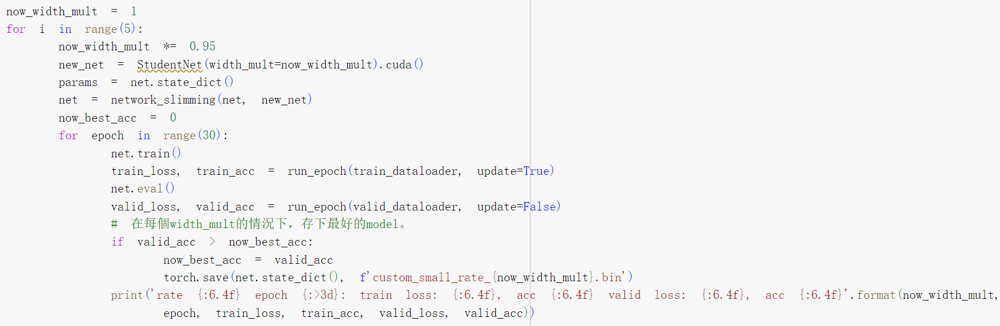 now_width_mult = 1
for i in range(5):
now_width_mult *= 0.95
new_net = StudentNet(width_mult=now_width_mult).cuda()
params = net.state_dict()
net = network_slimming(net, new_net)
now_best_acc = 0
for epoch in range(30):
net.train()
train_loss, train_acc = run_epoch(train_dataloader, update=True)
net.eval()
valid_loss, valid_acc = run_epoch(valid_dataloader, update=False)
# 在每個width_mult的情況下，存下最好的model。
if valid_acc > now_best_acc:
now_best_acc = valid_acc
torch.save(net.state_dict(), f'custom_small_rate_{now_width_mult}.bin')
print('rate {:6.4f} epoch {:>3d}: train loss: {:6.4f}, acc {:6.4f} valid loss: {:6.4f}, acc {:6.4f}'.format(now_width_mult,
epoch, train_loss, train_acc, valid_loss, valid_acc))